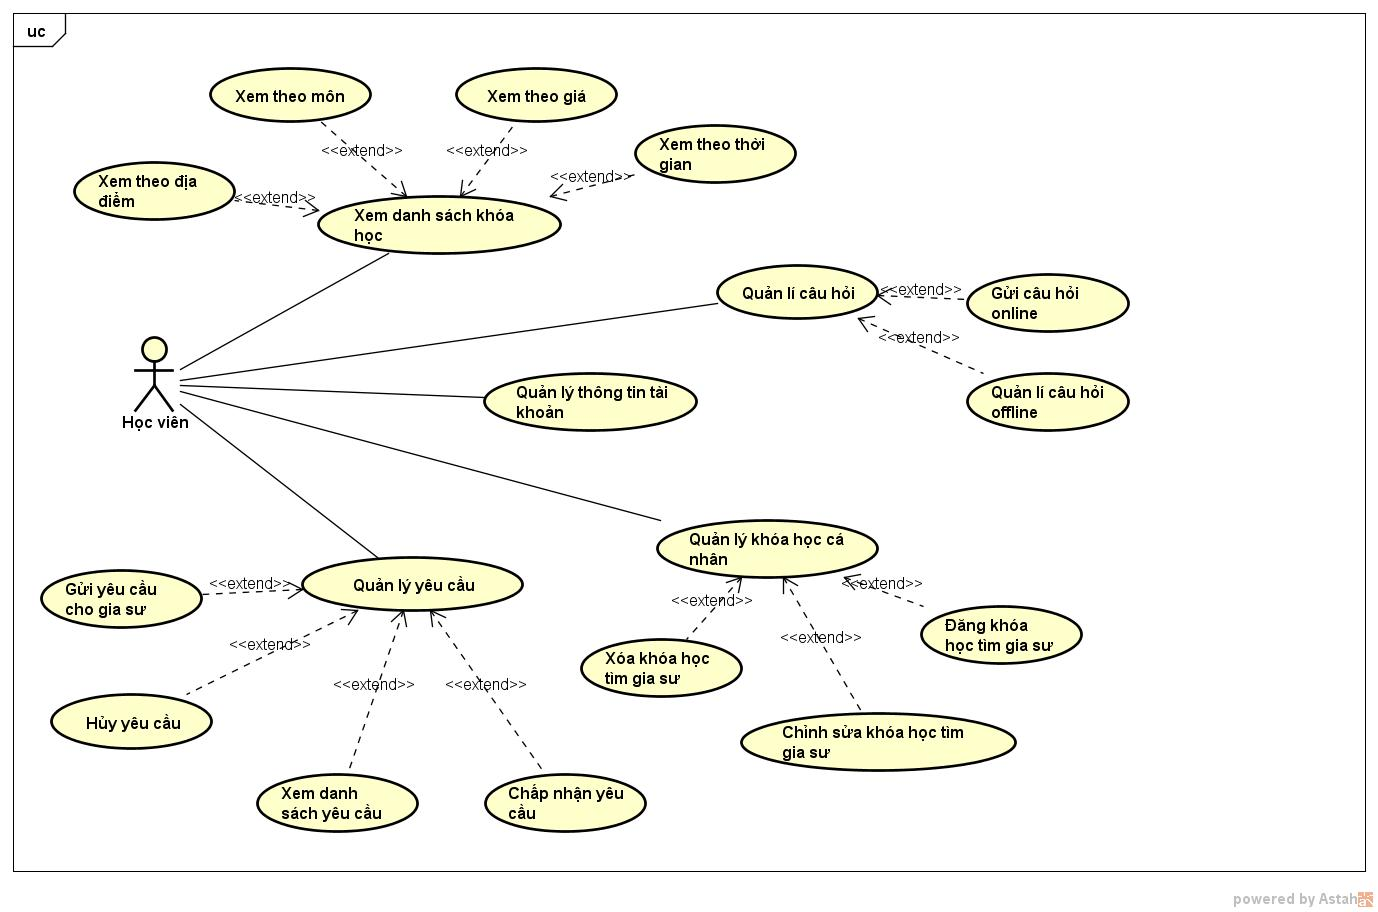 uc
Xem theo môn
Xem theo giá
Xem theo thời
gian
<<extend>>
<<extend>>
<<extend>>
Xem theo địa
điểm
<<extend>>
Xem danh sách khóa
học
Quản lí câu hỏi
<<extend>>
Gửi câu hỏi
online
<<extend>>
Quản lí câu hỏi
offline
Quản lý thông tin tài
khoản
Học viên
Quản lý khóa học cá
nhân
Gửi yêu cầu
cho gia sư
<<extend>>
Quản lý yêu cầu
<<extend>>
<<extend>>
<<extend>>
<<extend>>
<<extend>>
<<extend>>
Đăng khóa
học tìm gia sư
Xóa khóa học
tìm gia sư
Hủy yêu cầu
Chỉnh sửa khóa học tìm
gia sư
Xem danh
sách yêu cầu
Chấp nhận yêu
cầu
powered by Astah